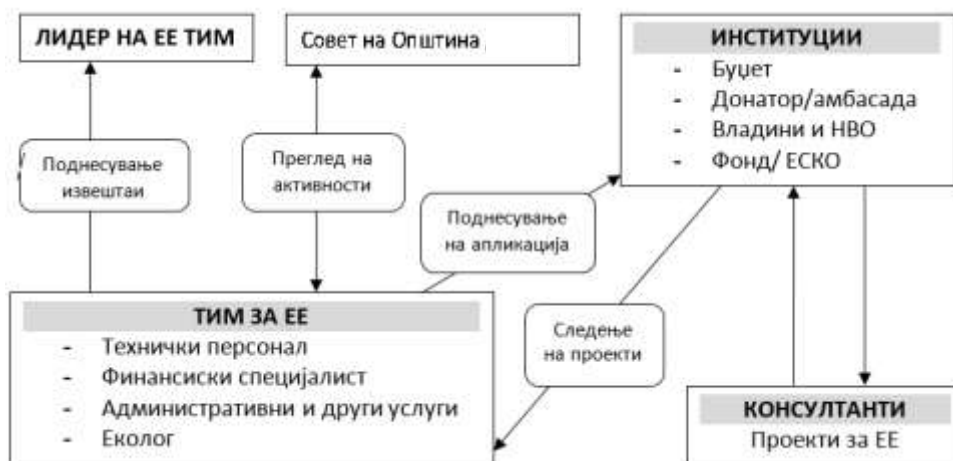 ЛИДЕР НА ЕЕ ТИМ
Совет на Општина
ИНСТИТУЦИИ
- Буџет
- Донатор/амбасада
- Владини и НВО
- Фонд/ ЕСКО
Поднесување
извештаи
Преглед на
активности
Поднесување
на апликација
ТИМ ЗА ЕЕ
- Технички персонал
- Финансиски специјалист
- Административни и други услуги
- Еколог
Следење
на проекти
КОНСУЛТАНТИ
Проекти за ЕЕ